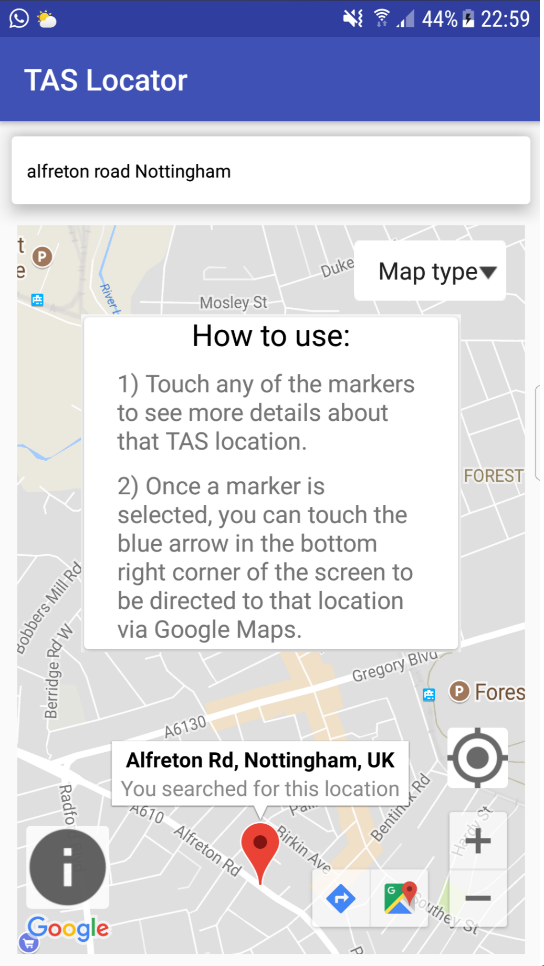 44% 22:59
TAS Locator
alfreton road Nottingham
t
e
P
River
Duke
Map type
Mosley St
How to use:
1) Touch any of the markers
to see more details about
that TAS location.
FOREST
2) Once a marker is
selected, you can touch the
blue arrow in the bottom
right corner of the screen to
be directed to that location
via Google Maps.
Bobbers Mill Rd
Berridge Rd W
Gregory Blvd
P Fores
A6130
Alfreton Rd, Nottingham, UK
You searched for this location
Radfo
A610
Alfreton Rd
Birkin Ave
Bentinck Rd
Hardy St
+
i
G
−
Southey St
Google